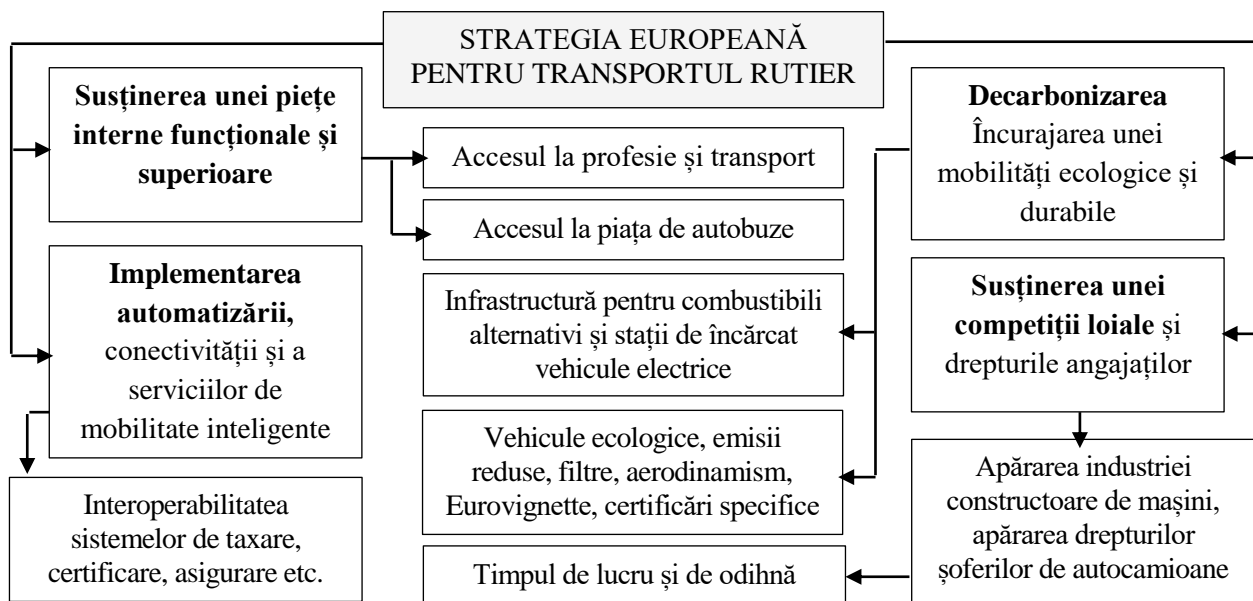 STRATEGIA EUROPEANĂ
PENTRU TRANSPORTUL RUTIER
Susținerea unei piețe
interne funcționale și
superioare
Accesul la profesie și transport
Accesul la piața de autobuze
Decarbonizarea
Încurajarea unei
mobilități ecologice și
durabile
Implementarea
automatizării,
conectivității și a
serviciilor de
mobilitate inteligente
Infrastructură pentru combustibili
alternativi și stații de încărcat
vehicule electrice
Susținerea unei
competiții loiale și
drepturile angajaților
Vehicule ecologice, emisii
reduse, filtre, aerodinamism,
Eurovignette, certificări specifice
Interoperabilitatea
sistemelor de taxare,
certificare, asigurare etc.
Timpul de lucru și de odihnă
Apărarea industriei
constructoare de mașini,
apărarea drepturilor
șoferilor de autocamioane